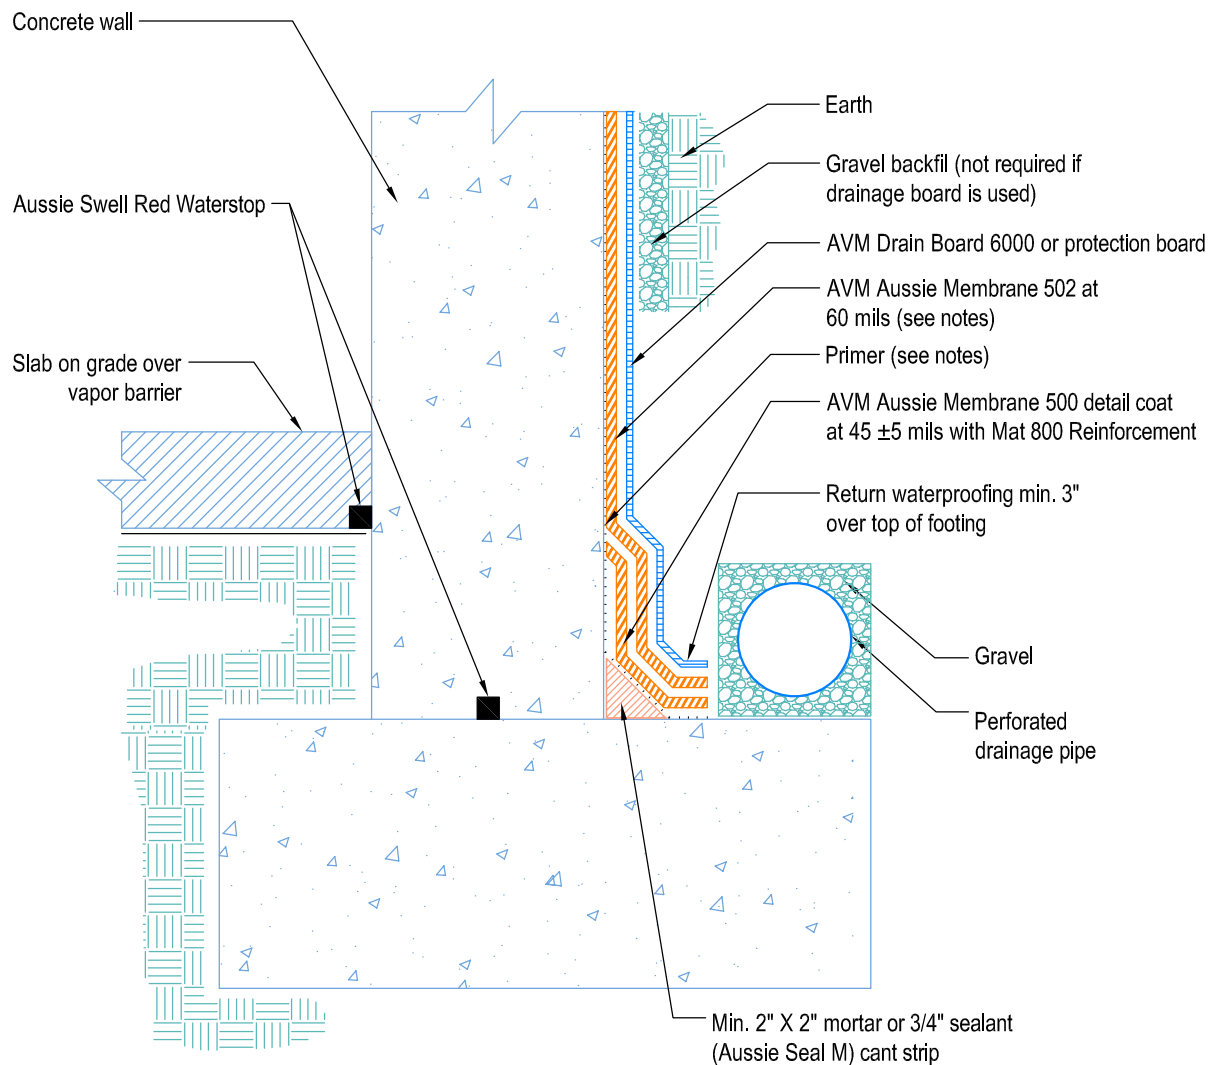 Concrete wall
Aussie Swell Red Waterstop
Slab on grade over
vapor barrier
Earth
Gravel backfil (not required if
drainage board is used)
AVM Drain Board 6000 or protection board
AVM Aussie Membrane 502 at
60 mils (see notes)
Primer (see notes)
AVM Aussie Membrane 500 detail coat
at 45 ±5 mils with Mat 800 Reinforcement
Return waterproofing min. 3"
over top of footing
Gravel
Perforated
drainage pipe
Min. 2" X 2" mortar or 3/4" sealant
(Aussie Seal M) cant strip